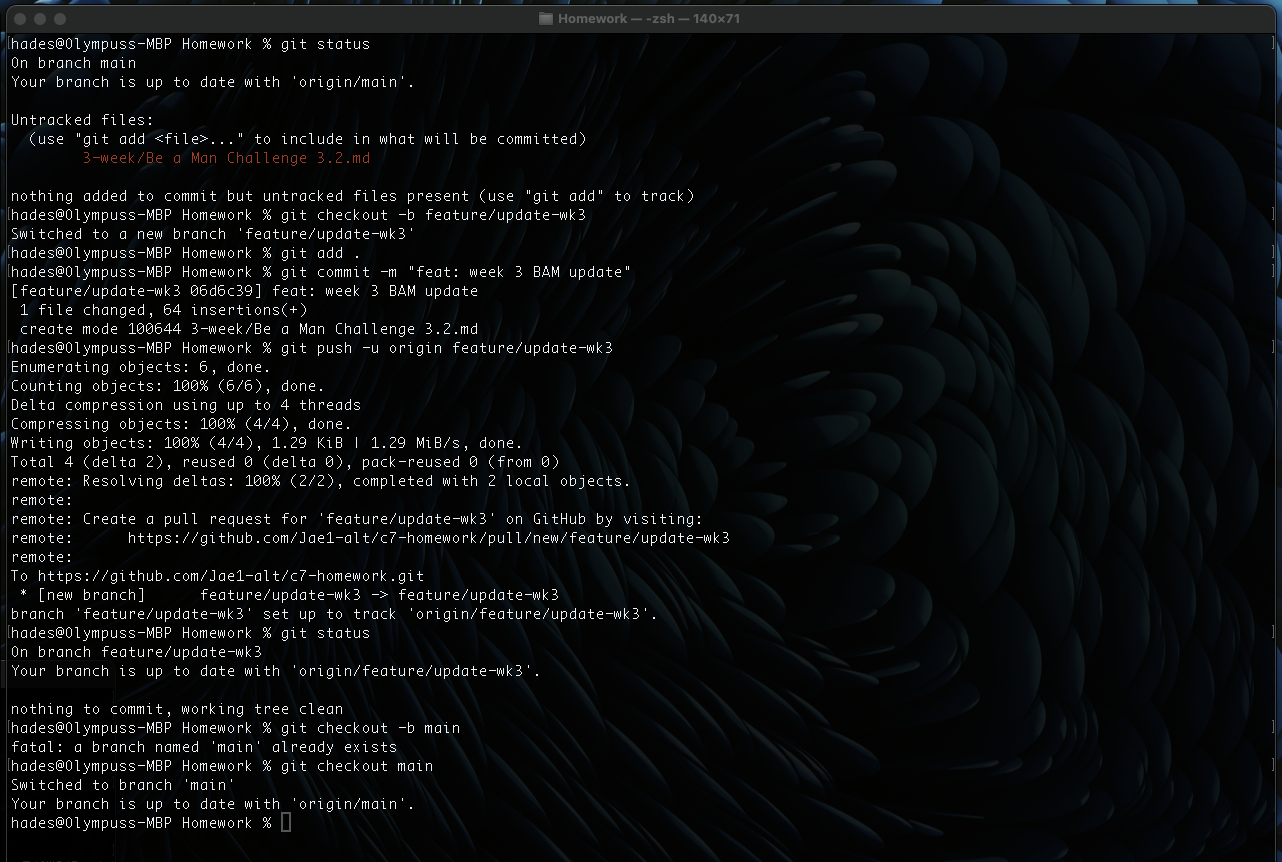 Homework — -zsh — 140×71
[hades@Olympuss-MBP Homework % git status ]
On branch main
Your branch is up to date with 'origin/main'.
Untracked files:
(use "git add <file>..." to include in what will be committed)
3-week/Be a Man Challenge 3.2.md
nothing added to commit but untracked files present (use "git add" to track)
[hades@Olympuss-MBP Homework % git checkout -b feature/update-wk3 ]
Switched to a new branch 'feature/update-wk3'
[hades@Olympuss-MBP Homework % git add . ]
[hades@Olympuss-MBP Homework % git commit -m "feat: week 3 BAM update" ]
[feature/update-wk3 06d6c39] feat: week 3 BAM update
1 file changed, 64 insertions(+)
create mode 100644 3-week/Be a Man Challenge 3.2.md
[hades@Olympuss-MBP Homework % git push -u origin feature/update-wk3 ]
Enumerating objects: 6, done.
Counting objects: 100% (6/6), done.
Delta compression using up to 4 threads
Compressing objects: 100% (4/4), done.
Writing objects: 100% (4/4), 1.29 KiB | 1.29 MiB/s, done.
Total 4 (delta 2), reused 0 (delta 0), pack-reused 0 (from 0)
remote: Resolving deltas: 100% (2/2), completed with 2 local objects.
remote:
remote: Create a pull request for 'feature/update-wk3' on GitHub by visiting:
remote:      https://github.com/Jae1-alt/c7-homework/pull/new/feature/update-wk3
remote:
To https://github.com/Jae1-alt/c7-homework.git
* [new branch]      feature/update-wk3 -> feature/update-wk3
branch 'feature/update-wk3' set up to track 'origin/feature/update-wk3'.
[hades@Olympuss-MBP Homework % git status ]
On branch feature/update-wk3
Your branch is up to date with 'origin/feature/update-wk3'.
nothing to commit, working tree clean
[hades@Olympuss-MBP Homework % git checkout -b main ]
fatal: a branch named 'main' already exists
[hades@Olympuss-MBP Homework % git checkout main ]
Switched to branch 'main'
Your branch is up to date with 'origin/main'.
hades@Olympuss-MBP Homework %